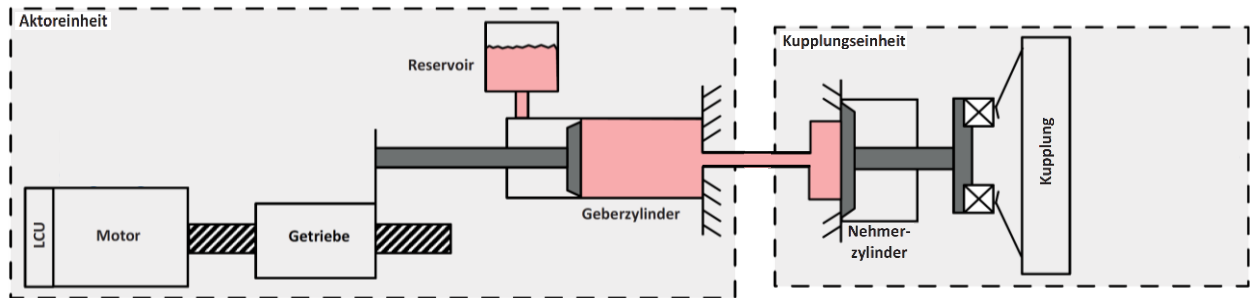 Aktoreinheit
Kupplungseinheit
Reservoir
Geberzylinder
LCU
Motor
Getriebe
Nehmer-
zylinder
Kupplung